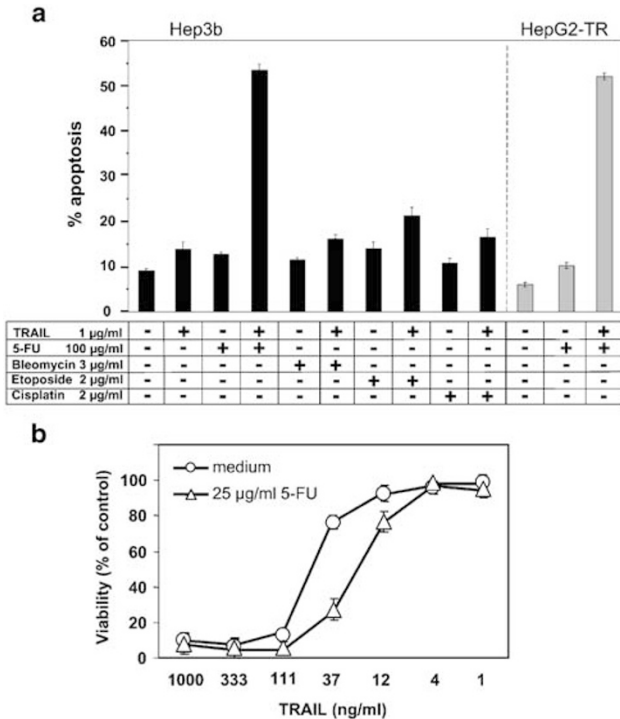 a
Hep3b HepG2-TR
60
50
40
30
20
10
0
% apoptosis
TRAIL 1 µg/ml - + - + - + - + - + - - +
5-FU 100 µg/ml - - + + - - - - - - - + +
Bleomycin 3 µg/ml - - - - + + - - - - - - -
Etoposide 2 µg/ml - - - - - - + + - - - - -
Cisplatin 2 µg/ml - - - - - - - - + + - - -
b
medium
25 µg/ml 5-FU
100
80
60
40
20
0
Viability (% of control)
1000 333 111 37 12 4 1
TRAIL (ng/ml)